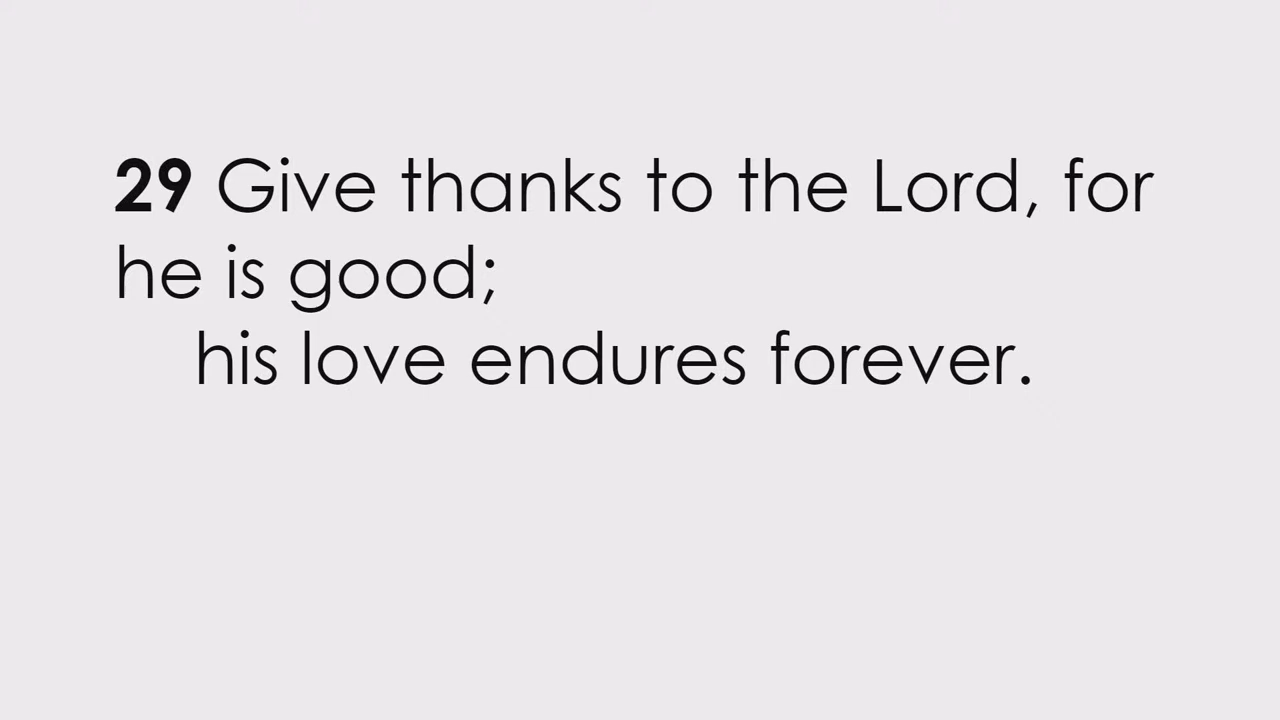 29 Give thanks to the Lord, for
he is good;
his love endures forever.